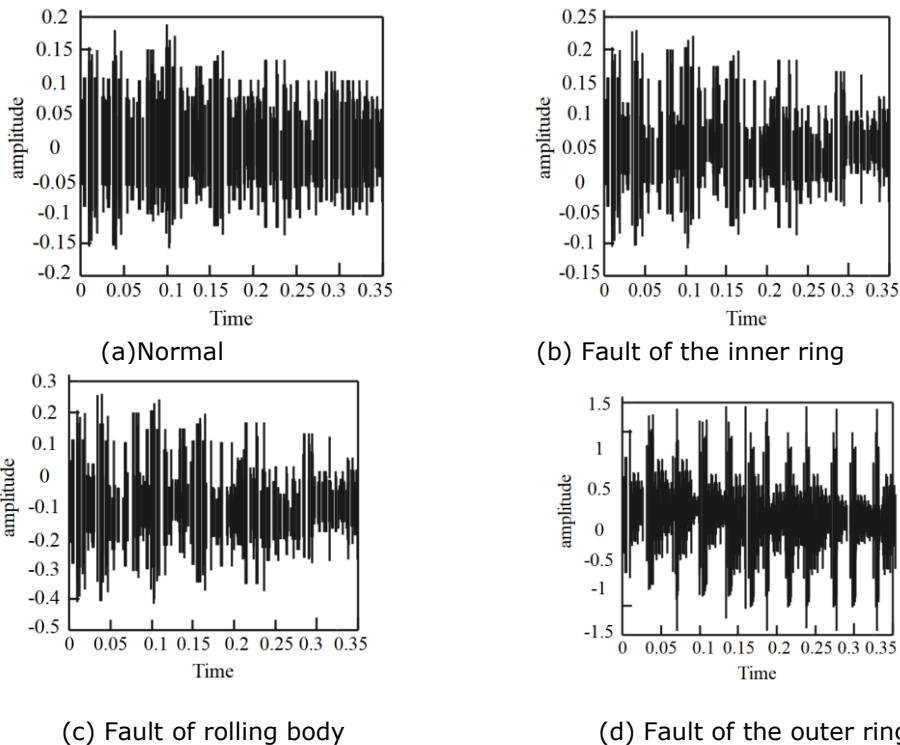 0.2
0.15
0.1
0.05
0
-0.05
-0.1
-0.15
-0.2
amplitude
0 0.05 0.1 0.15 0.2 0.25 0.3 0.35
Time
(a)Normal
0.25
0.2
0.15
0.1
0.05
0
-0.05
-0.1
-0.15
amplitude
0 0.05 0.1 0.15 0.2 0.25 0.3 0.35
Time
(b) Fault of the inner ring
0.3
0.2
0.1
0
-0.1
-0.2
-0.3
-0.4
-0.5
amplitude
0 0.05 0.1 0.15 0.2 0.25 0.3 0.35
Time
(c) Fault of rolling body
1.5
1
0.5
0
-0.5
-1
-1.5
amplitude
0 0.05 0.1 0.15 0.2 0.25 0.3 0.35
Time
(d) Fault of the outer ring